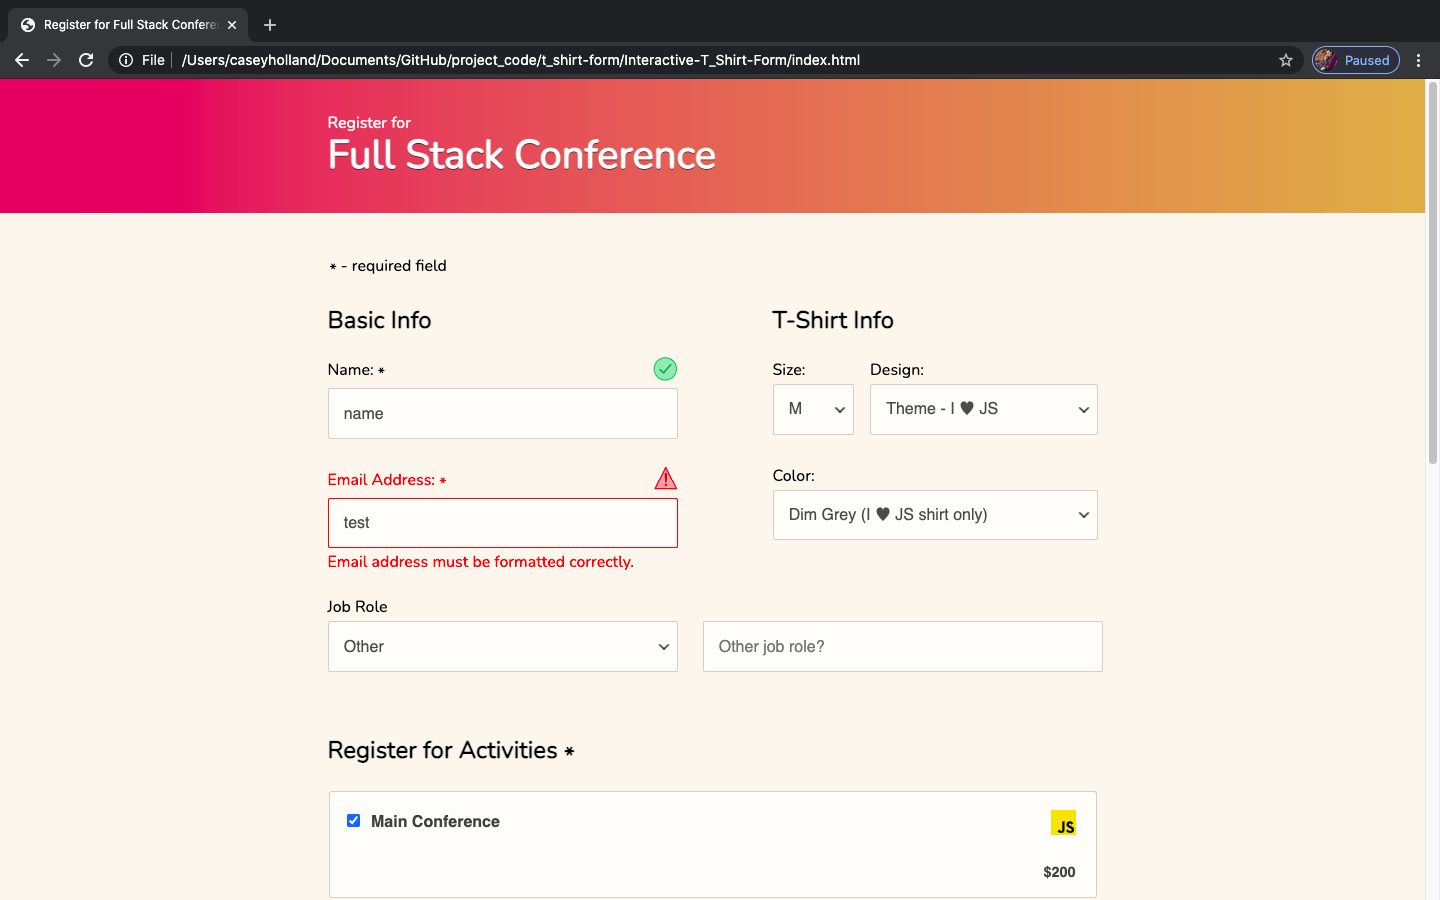 Register for Full Stack Confere
File /Users/caseyholland/Documents/GitHub/project_code/t_shirt-form/Interactive-T_Shirt-Form/index.html
Paused
Register for
Full Stack Conference
* - required field
Basic Info
Name: *
name
Email Address: *
test
Email address must be formatted correctly.
T-Shirt Info
Size:
M
Design:
Theme - I ♥ JS
Color:
Dim Grey (I ♥ JS shirt only)
Job Role
Other
Other job role?
Register for Activities *
Main Conference
JS
$200